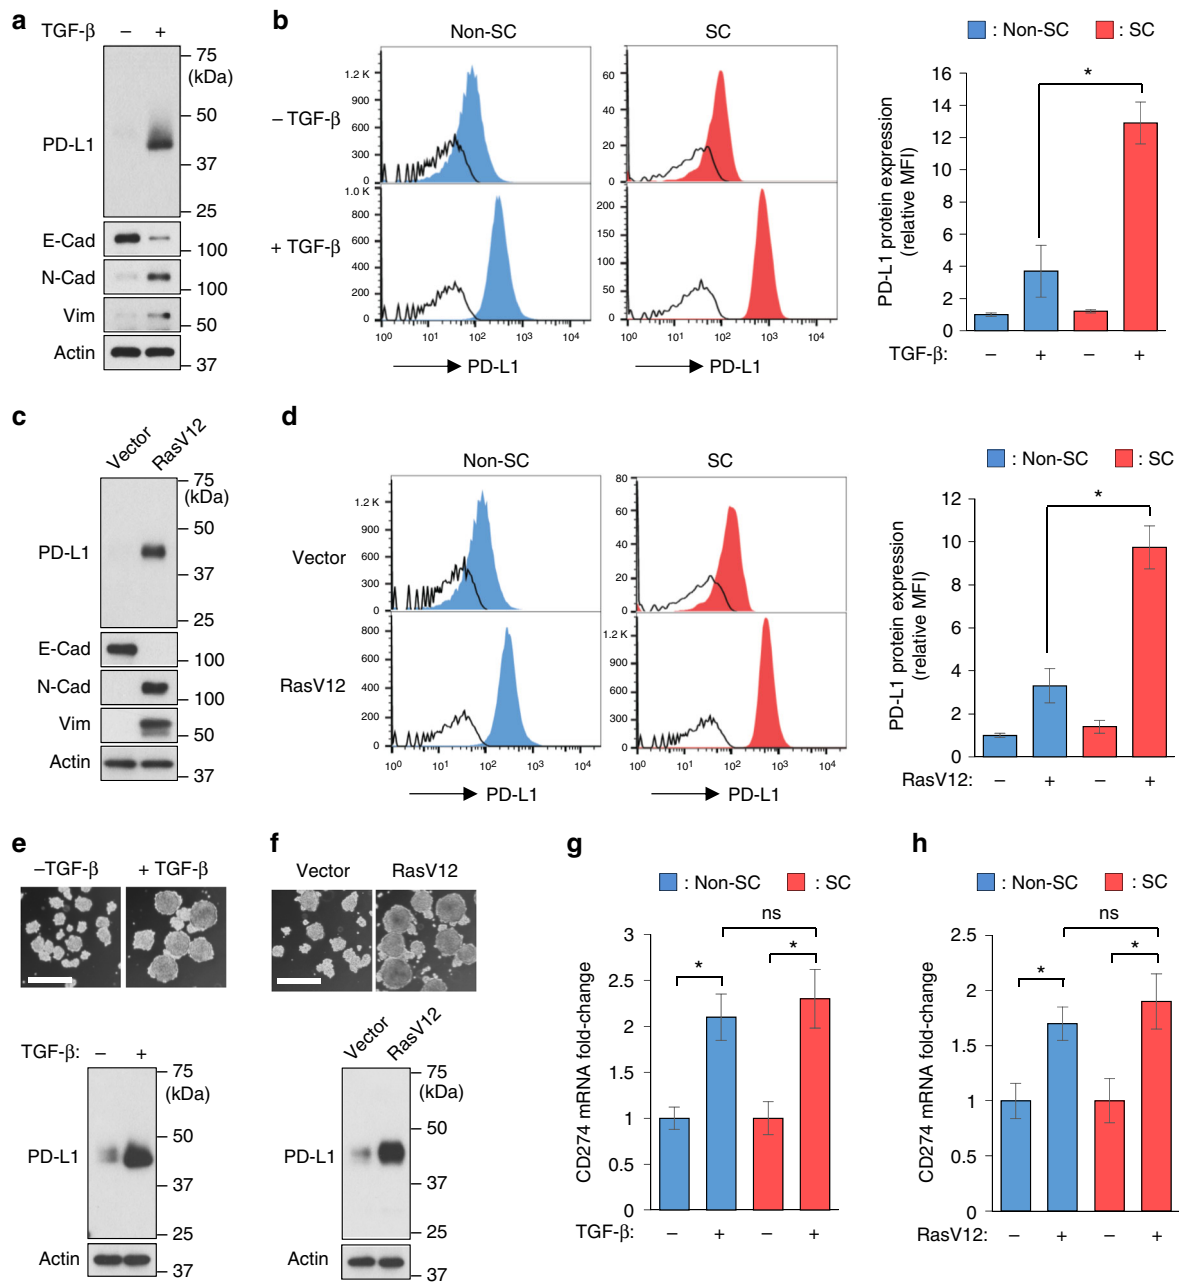 a
TGF-β – +
75
(kDa)
50
PD-L1
37
25
E-Cad
100
N-Cad
100
Vim
50
Actin
37
b
Non-SC SC
– TGF-β
1.2 K
900
600
300
0
60
40
20
0
+ TGF-β
1.0 K
800
600
400
200
0
200
150
100
50
0
10⁰ 10¹ 10² 10³ 10⁴
10⁰ 10¹ 10² 10³ 10⁴
PD-L1 PD-L1
: Non-SC : SC
PD-L1 protein expression
(relative MFI)
16
14
12
10
8
6
4
2
0
*
TGF-β: – + – +
c
Vector RasV12
75
(kDa)
50
PD-L1
37
25
E-Cad
100
N-Cad
100
Vim
50
Actin
37
d
Non-SC SC
Vector
1.2 K
900
600
300
0
80
60
40
20
0
RasV12
800
600
400
200
0
1.2 K
900
600
300
0
10⁰ 10¹ 10² 10³ 10⁴
10⁰ 10¹ 10² 10³ 10⁴
PD-L1 PD-L1
: Non-SC : SC
PD-L1 protein expression
(relative MFI)
12
10
8
6
4
2
0
*
RasV12: – + – +
e
–TGF-β + TGF-β
TGF-β: – +
75
(kDa)
50
PD-L1
37
25
Actin
37
f
Vector RasV12
Vector RasV12
75
(kDa)
50
PD-L1
37
25
Actin
37
g
: Non-SC : SC
CD274 mRNA fold-change
3
2.5
2
1.5
1
0.5
0
ns
* *
TGF-β: – + – +
h
: Non-SC : SC
CD274 mRNA fold-change
2.5
2
1.5
1
0.5
0
ns
* *
RasV12: – + – +